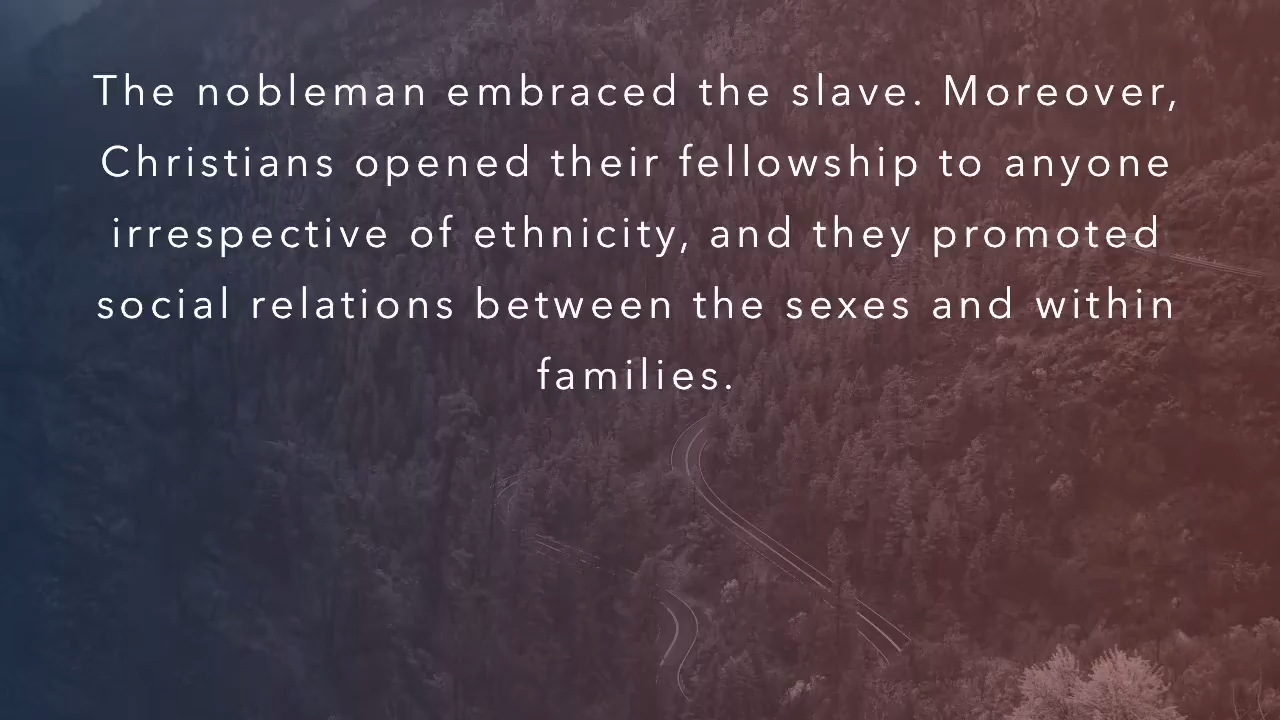 The nobleman embraced the slave. Moreover,
Christians opened their fellowship to anyone
irrespective of ethnicity, and they promoted
social relations between the sexes and within
families.